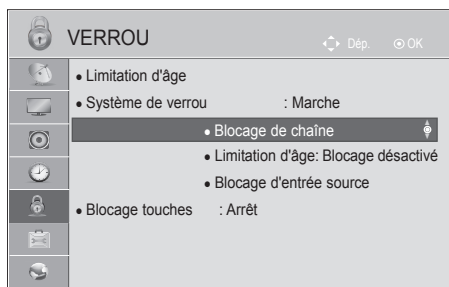 VERROU
Dép. OK
• Limitation d'âge
• Système de verrou : Marche
• Blocage de chaîne
• Limitation d'âge: Blocage désactivé
• Blocage d'entrée source
• Blocage touches : Arrêt